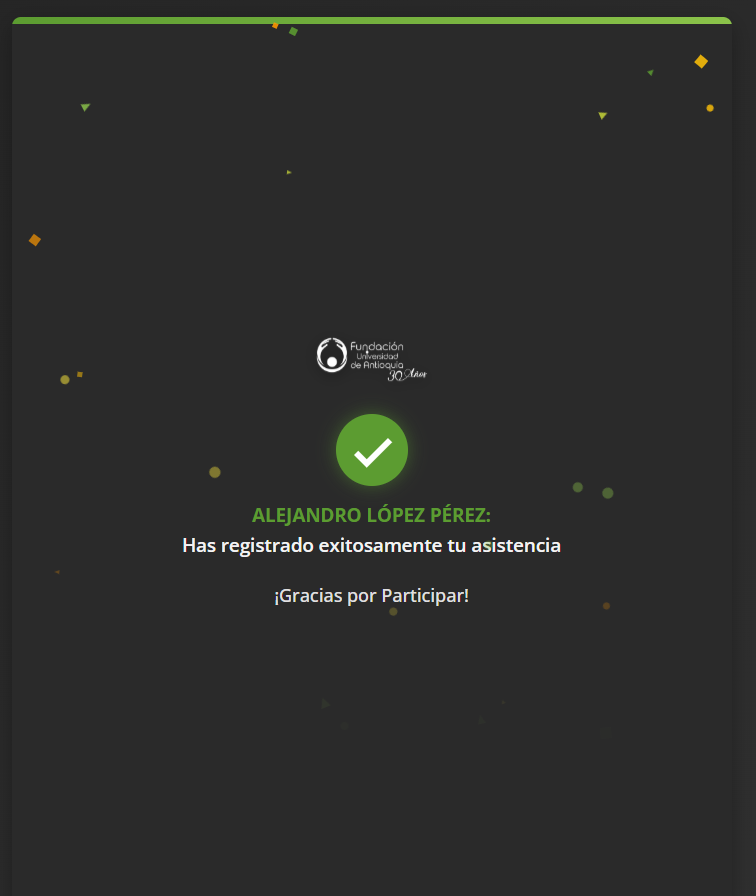 Fundación
Universidad
de Antioquia
30 Años
ALEJANDRO LÓPEZ PÉREZ:
Has registrado exitosamente tu asistencia
¡Gracias por Participar!